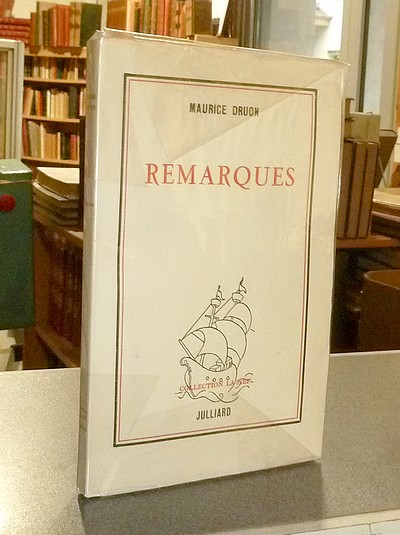 MAURICE DRUON
REMARQUES
COLLECTION LA NEF
JULLIARD